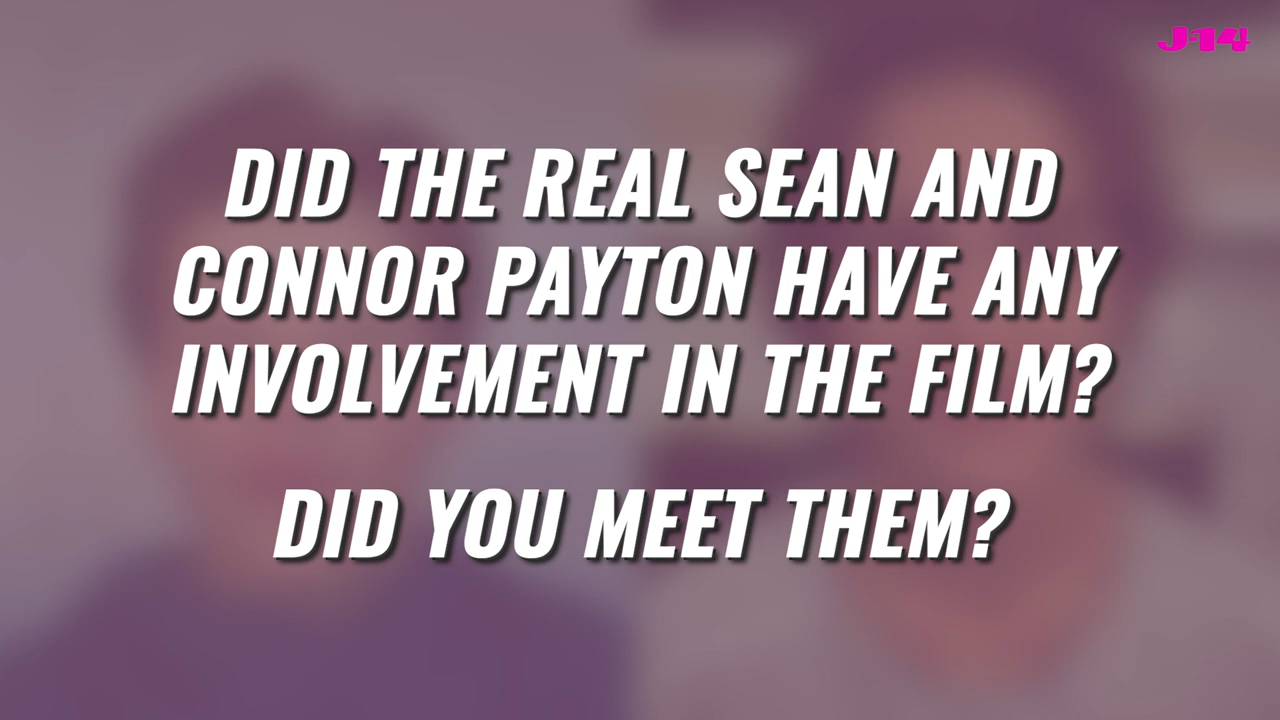 J-14
DID THE REAL SEAN AND
CONNOR PAYTON HAVE ANY
INVOLVEMENT IN THE FILM?
DID YOU MEET THEM?